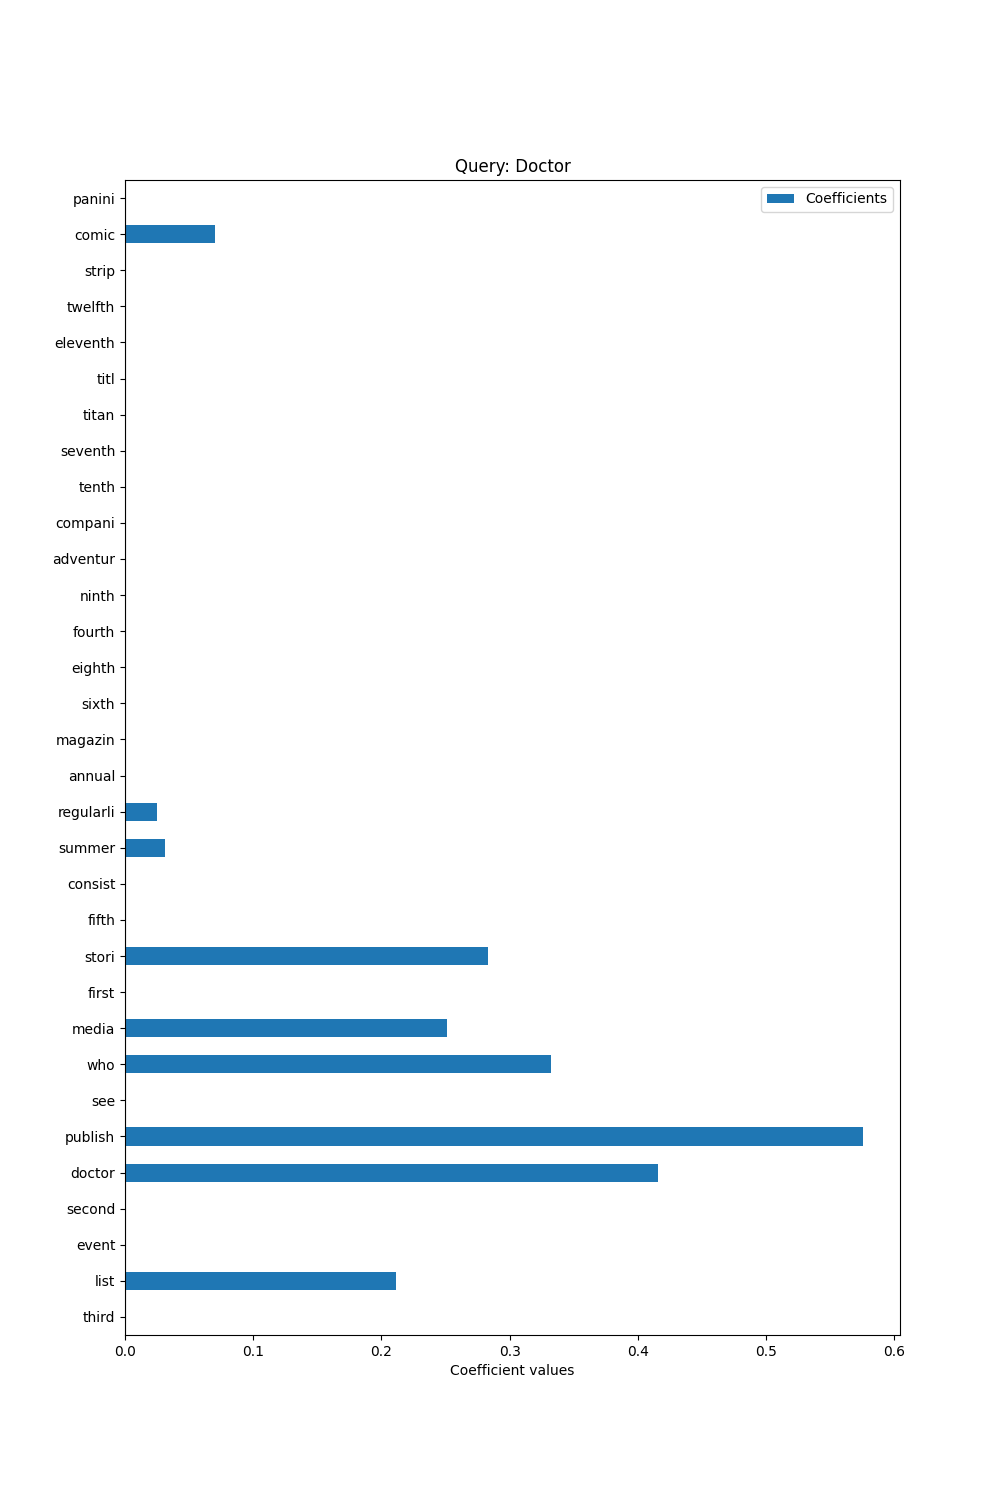 Query: Doctor
Coefficients
panini
comic
strip
twelfth
eleventh
titl
titan
seventh
tenth
compani
adventur
ninth
fourth
eighth
sixth
magazin
annual
regularli
summer
consist
fifth
stori
first
media
who
see
publish
doctor
second
event
list
third
0.0 0.1 0.2 0.3 0.4 0.5 0.6
Coefficient values